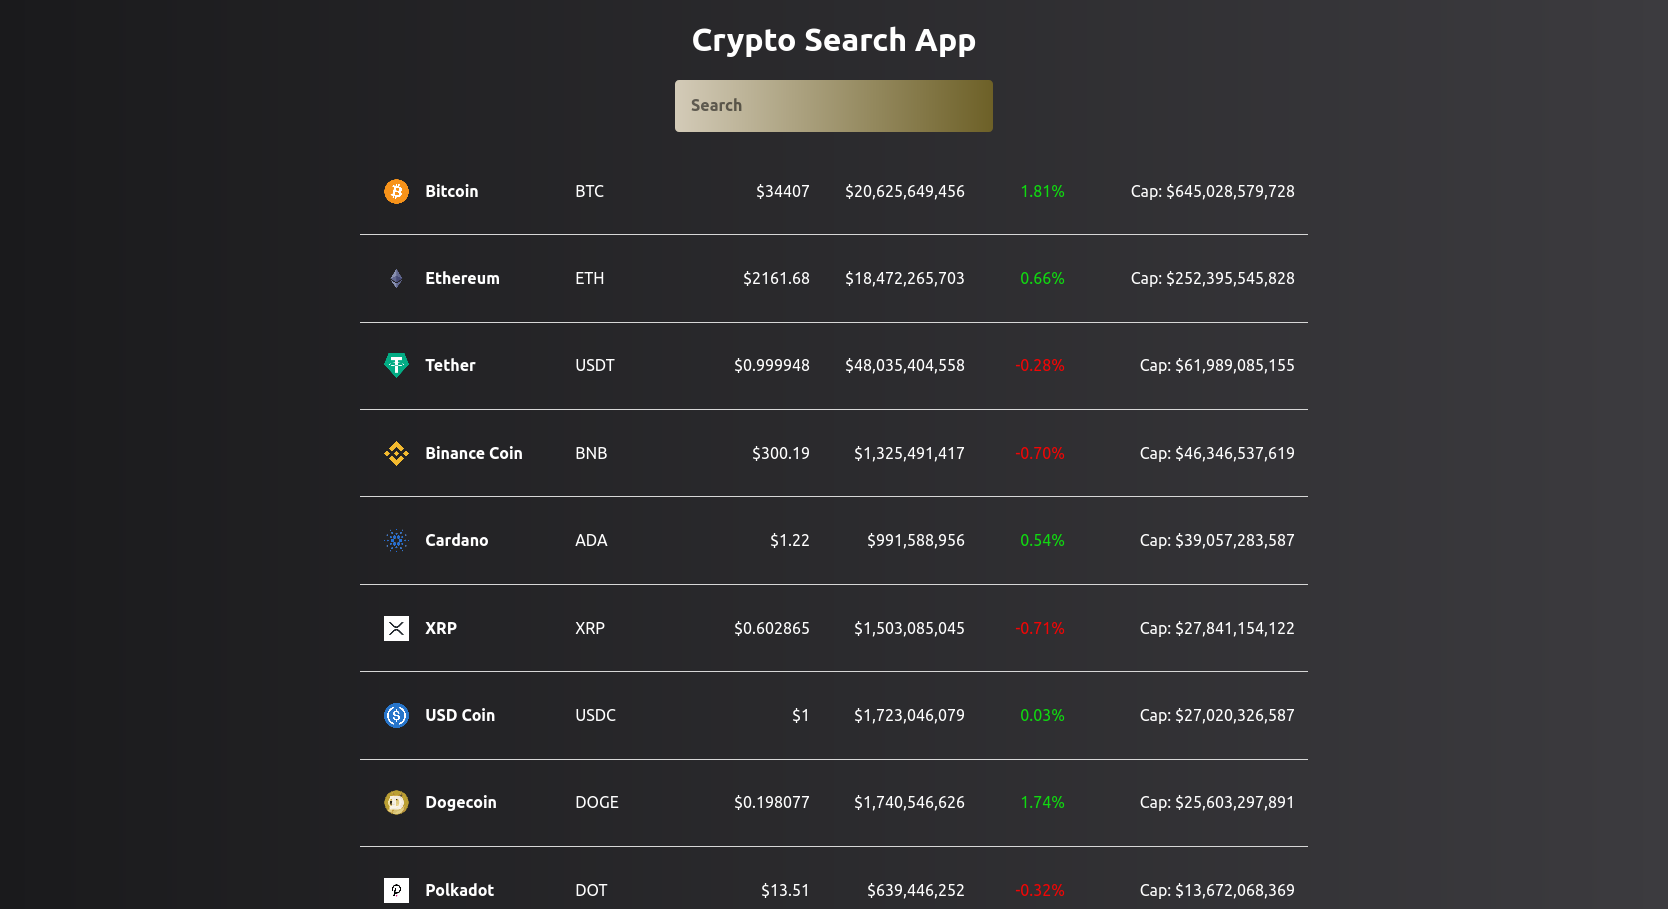 Crypto Search App
Search
Bitcoin BTC $34407 $20,625,649,456 1.81% Cap: $645,028,579,728
Ethereum ETH $2161.68 $18,472,265,703 0.66% Cap: $252,395,545,828
Tether USDT $0.999948 $48,035,404,558 -0.28% Cap: $61,989,085,155
Binance Coin BNB $300.19 $1,325,491,417 -0.70% Cap: $46,346,537,619
Cardano ADA $1.22 $991,588,956 0.54% Cap: $39,057,283,587
XRP XRP $0.602865 $1,503,085,045 -0.71% Cap: $27,841,154,122
USD Coin USDC $1 $1,723,046,079 0.03% Cap: $27,020,326,587
Dogecoin DOGE $0.198077 $1,740,546,626 1.74% Cap: $25,603,297,891
Polkadot DOT $13.51 $639,446,252 -0.32% Cap: $13,672,068,369